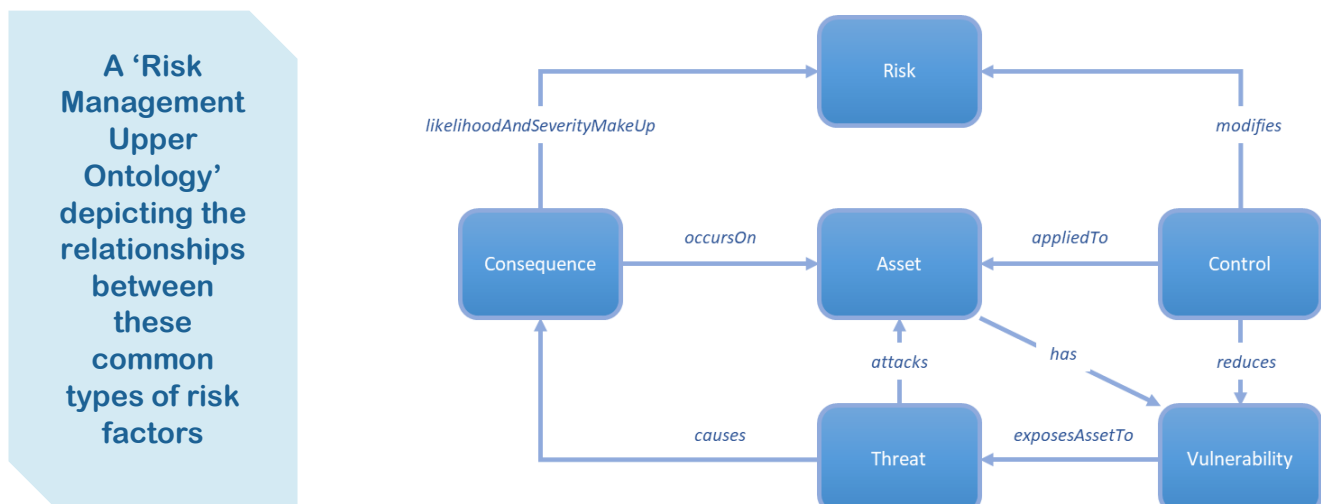 A ‘Risk
Management
Upper
Ontology’
depicting the
relationships
between
these
common
types of risk
factors
Risk
likelihoodAndSeverityMakeUp
modifies
Consequence
occursOn
Asset
appliedTo
Control
attacks
has
reduces
causes
Threat
exposesAssetTo
Vulnerability